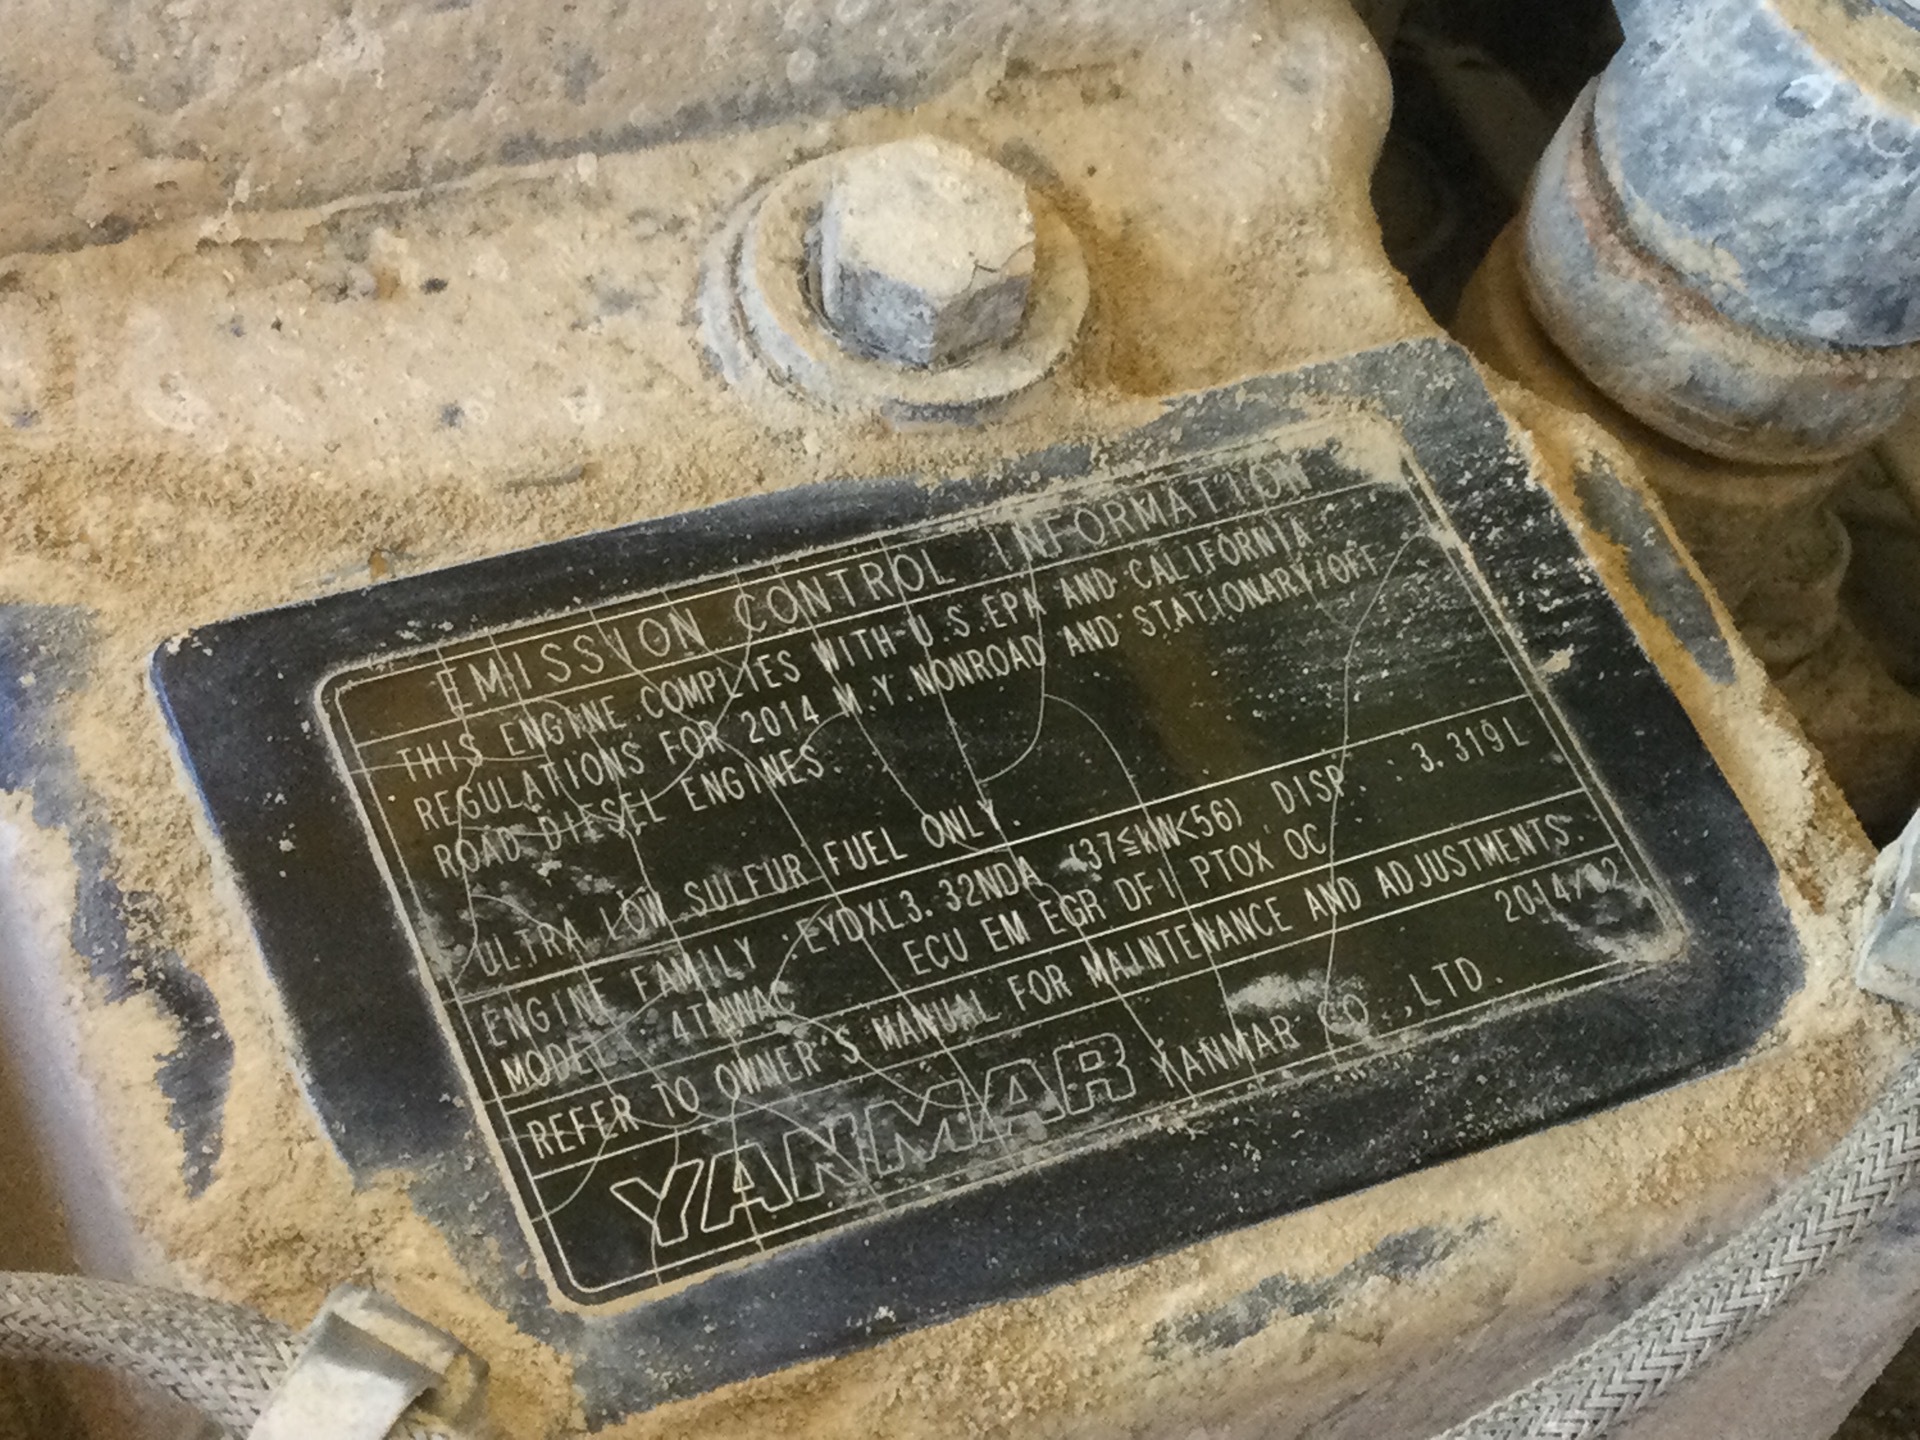 EMISSION CONTROL INFORMATION
THIS ENGINE COMPLIES WITH U.S.EPA AND CALIFORNIA
REGULATIONS FOR 2014 M.Y.NONROAD AND STATIONARY/OFF
ROAD DIESEL ENGINES.
ULTRA LOW SULFUR FUEL ONLY.
ENGINE FAMILY : EYDXL3.32NDA (37≦kW<56) DISP. : 3.319L
MODEL : ECU EM EGR DFI PTOX OC
REFER TO OWNER'S MANUAL FOR MAINTENANCE AND ADJUSTMENTS.
2014/02
YANMAR YANMAR CO.,LTD.